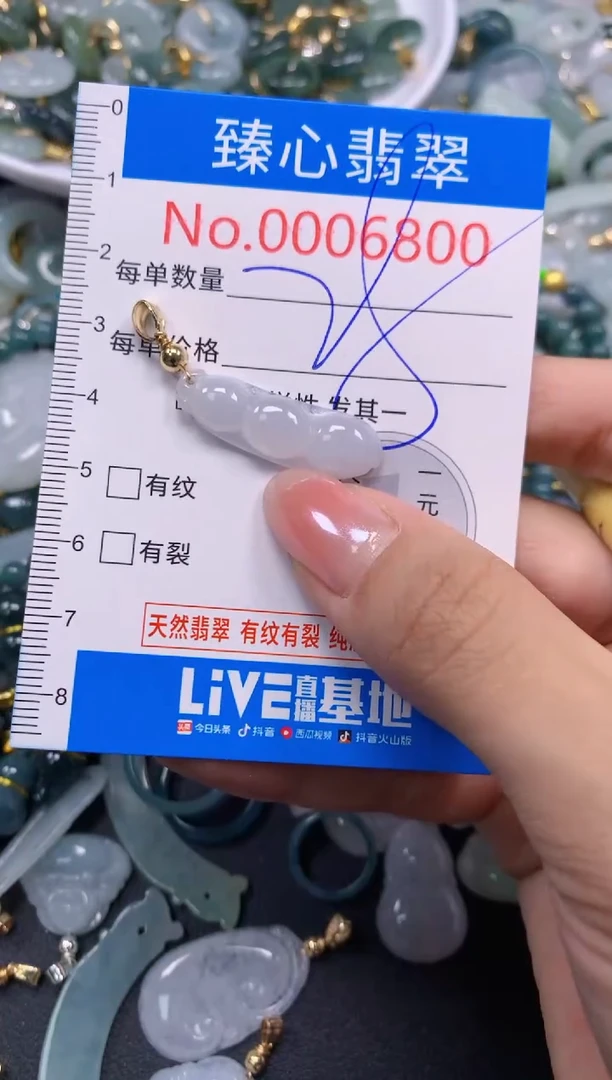 0
臻心翡翠
1
No.0006800
2
每单数量
3
每单价格
4
发其一
5
有纹
一
元
6
有裂
7
天然翡翠 有纹有裂
8
LiVE直播基地
今日头条 抖音 西瓜视频 抖音火山版